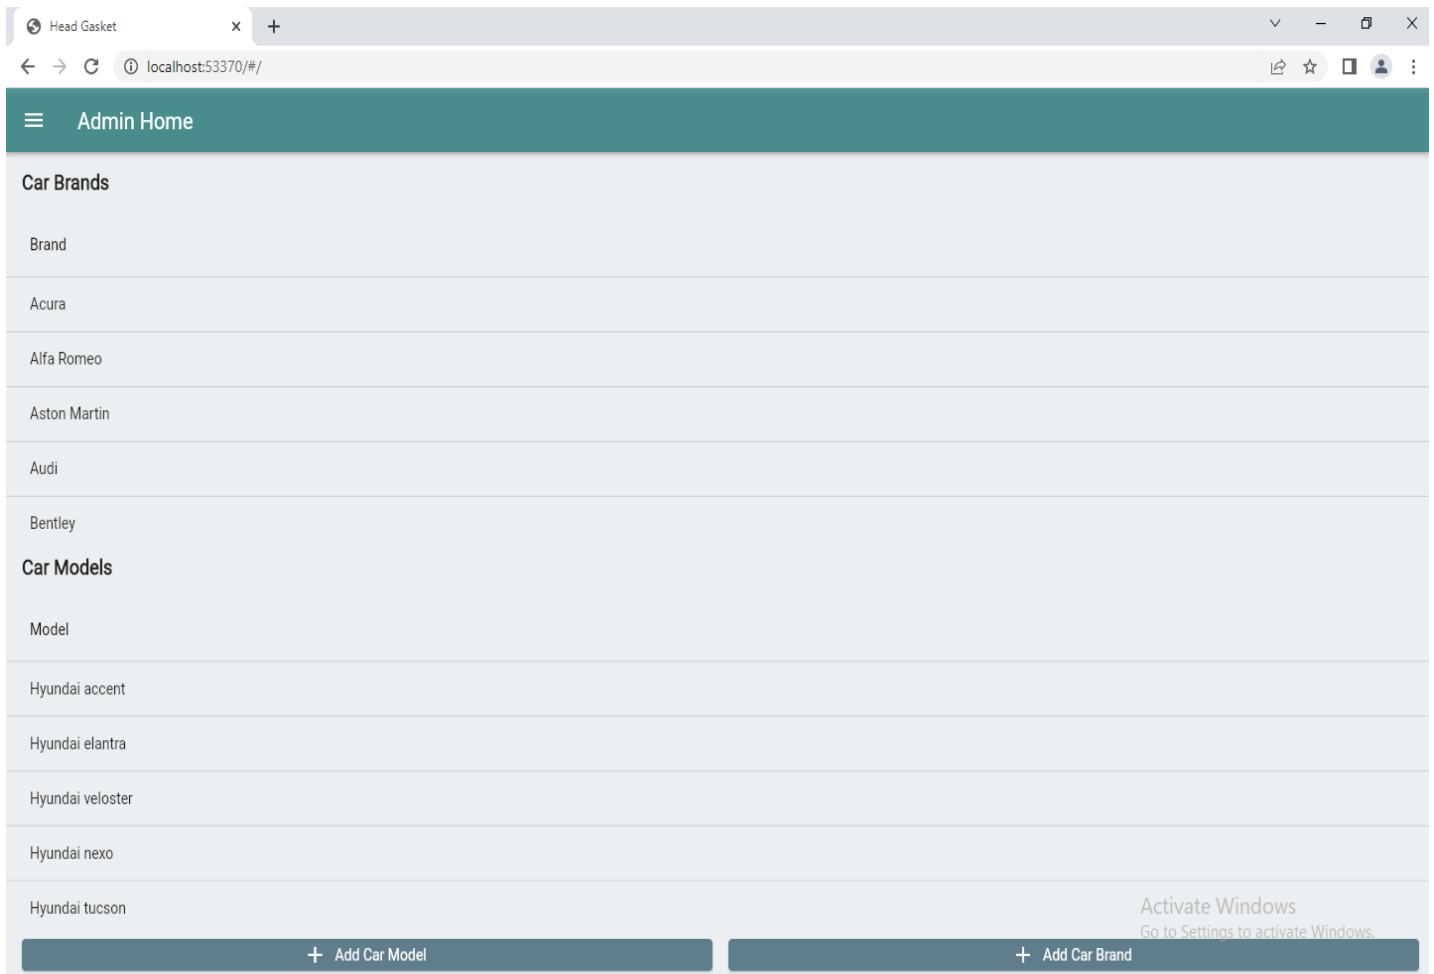 Head Gasket
localhost:53370/#/
Admin Home
Car Brands
Brand
Acura
Alfa Romeo
Aston Martin
Audi
Bentley
Car Models
Model
Hyundai accent
Hyundai elantra
Hyundai veloster
Hyundai nexo
Hyundai tucson
Activate Windows
Go to Settings to activate Windows.
Add Car Model
Add Car Brand